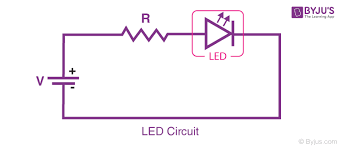 BYJU'S
The Learning App
R
LED
V
+
-
LED Circuit
© Byjus.com